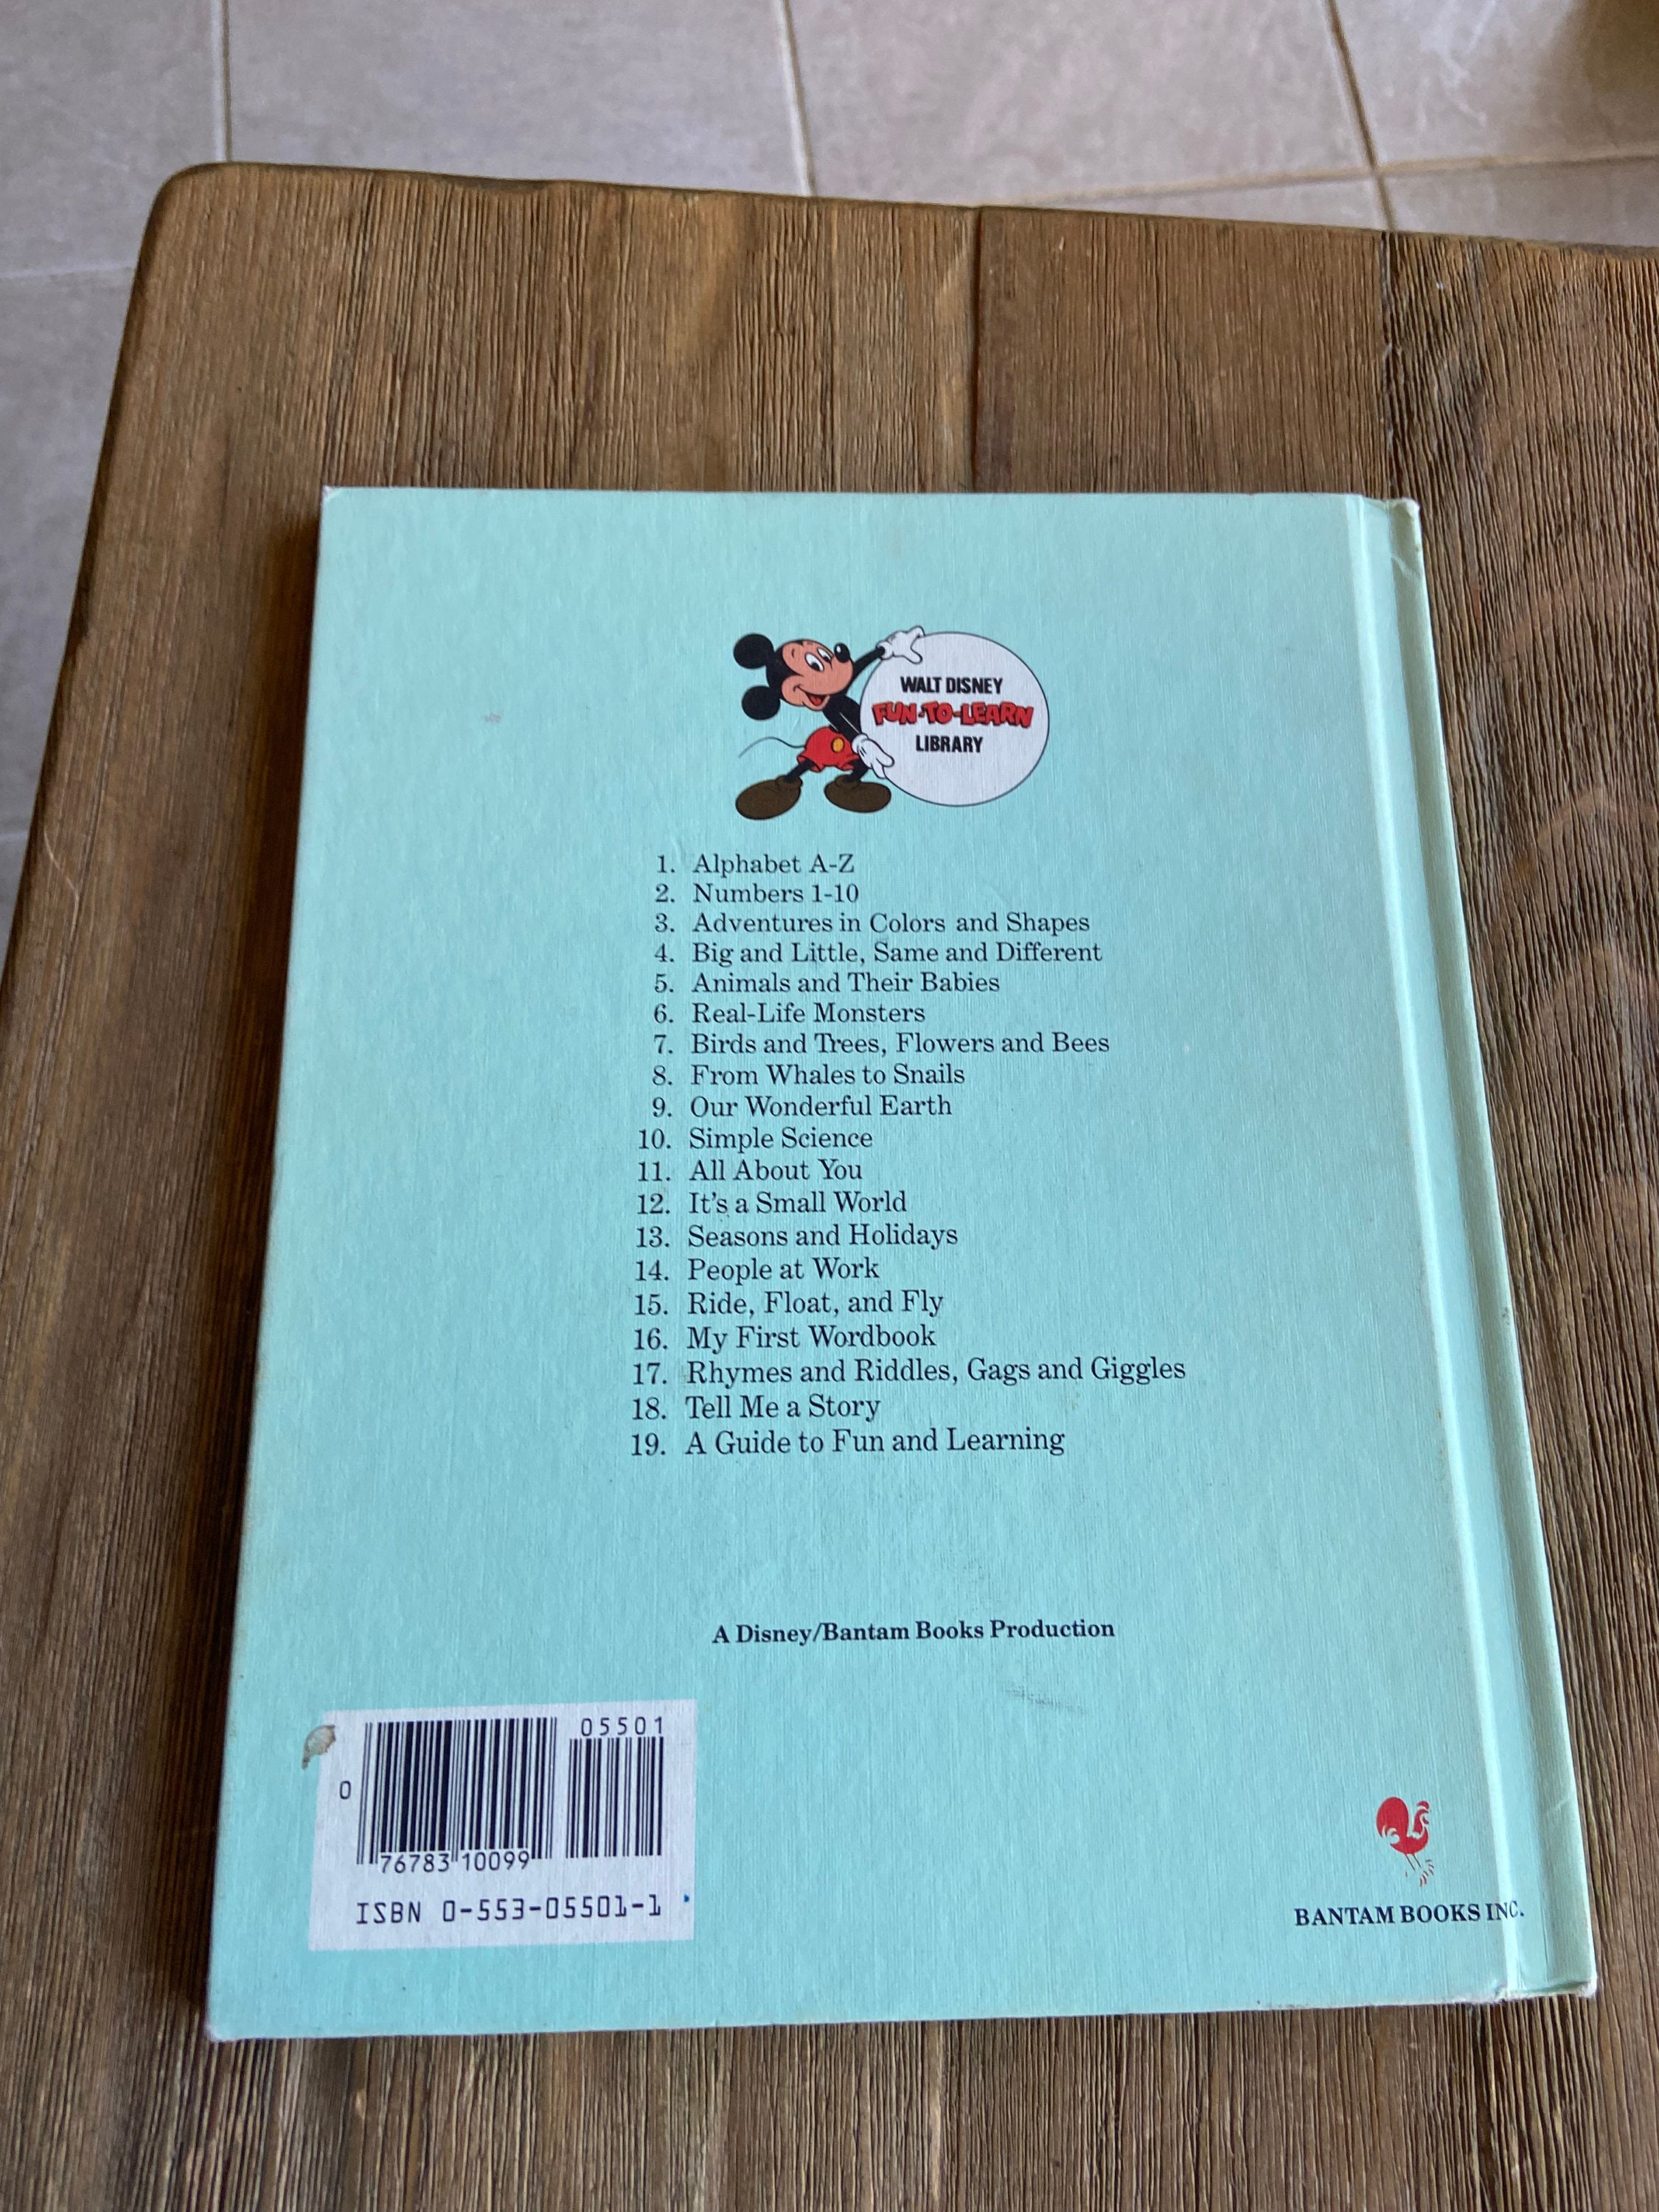 WALT DISNEY
FUN-TO-LEARN
LIBRARY
1. Alphabet A-Z
2. Numbers 1-10
3. Adventures in Colors and Shapes
4. Big and Little, Same and Different
5. Animals and Their Babies
6. Real-Life Monsters
7. Birds and Trees, Flowers and Bees
8. From Whales to Snails
9. Our Wonderful Earth
10. Simple Science
11. All About You
12. It's a Small World
13. Seasons and Holidays
14. People at Work
15. Ride, Float, and Fly
16. My First Wordbook
17. Rhymes and Riddles, Gags and Giggles
18. Tell Me a Story
19. A Guide to Fun and Learning
A Disney/Bantam Books Production
05501
0
76783 10099
ISBN 0-553-05501-1
BANTAM BOOKS INC.